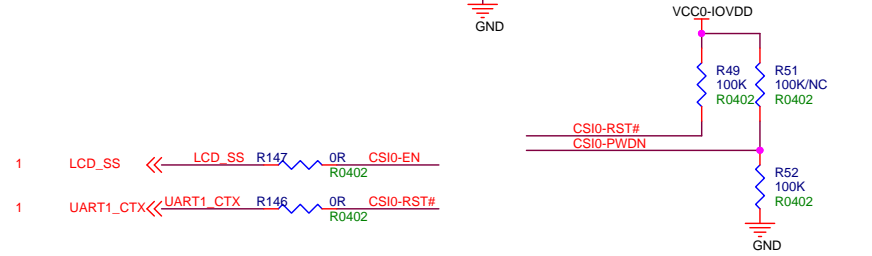 GND
VCC0-IOVDD
R49
100K
R0402
R51
100K/NC
R0402
CSI0-RST#
CSI0-PWDN
1 LCD_SS LCD_SS R147 0R CSI0-EN
R0402
R52
100K
R0402
1 UART1_CTX UART1_CTX R146 0R CSI0-RST#
R0402
GND